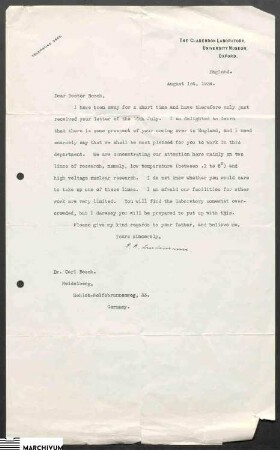 THE CLARENDON LABORATORY,
UNIVERSITY MUSEUM,
OXFORD.
England.
August 1st,
Dear Doctor Bosch,
I have been away for a short time and have therefore only just
received your letter of the July. I am delighted to learn
that there is some prospect of your coming over to England, and I need
scarcely say that we shall be most pleased for you to work in this
department. We are concentrating our attention here mainly on two
lines of research, namely, low temperature (between .1 to °) and
high voltage nuclear research. I do not know whether you would care
to take up one of these lines. I am afraid our facilities for other
work are very limited. You will find the laboratory somewhat over-
crowded, but I daresay you will be prepared to put up with this.
Please give my kind regards to your father, and believe me,
Yours sincerely,
Dr. Carl Bosch,
Heidelberg,
Germany.
MARCHIVUM